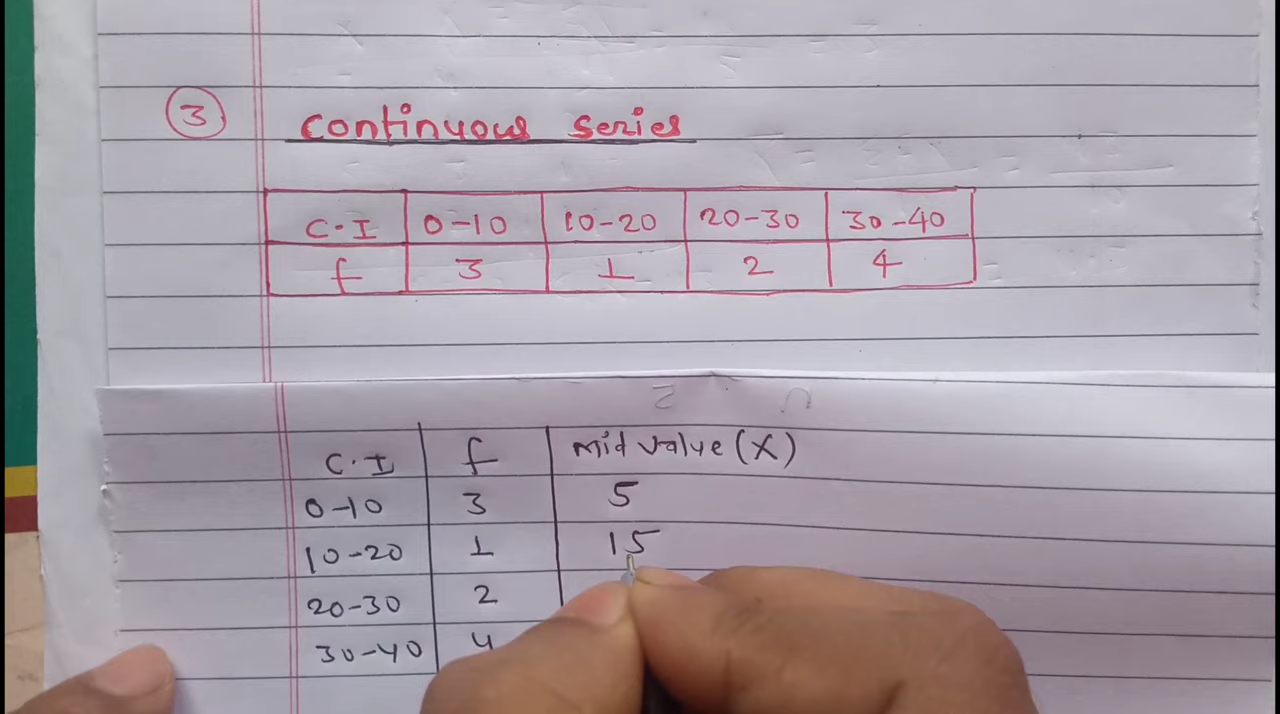 3 Continuous series
C.I 0-10 10-20 20-30 30-40
f 3 1 2 4
C.I f Mid value (X)
0-10 3 5
10-20 1 15
20-30 2
30-40 4